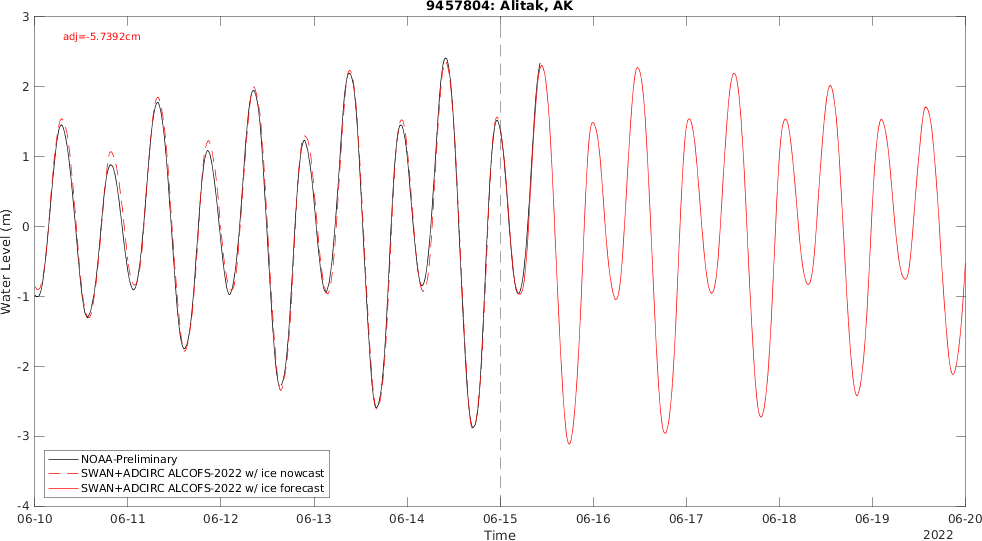 9457804: Alitak, AK
adj=-5.7392cm
3
2
1
0
-1
-2
-3
-4
Water Level (m)
NOAA-Preliminary
SWAN+ADCIRC ALCOFS-2022 w/ ice nowcast
SWAN+ADCIRC ALCOFS-2022 w/ ice forecast
06-10 06-11 06-12 06-13 06-14 06-15 06-16 06-17 06-18 06-19 06-20
Time
2022